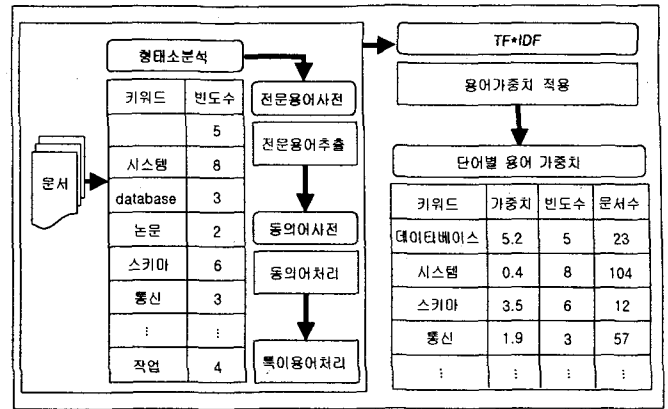 형태소분석
키워드 빈도수
5
시스템 8
database 3
논문 2
스키마 6
통신 3
⋮ ⋮
작업 4
문서
전문용어사전
전문용어추출
동의어사전
동의어처리
특이용어처리
TF*IDF
용어가중치 적용
단어별 용어 가중치
키워드 가중치 빈도수 문서수
데이타베이스 5.2 5 23
시스템 0.4 8 104
스키마 3.5 6 12
통신 1.9 3 57
⋮ ⋮ ⋮ ⋮